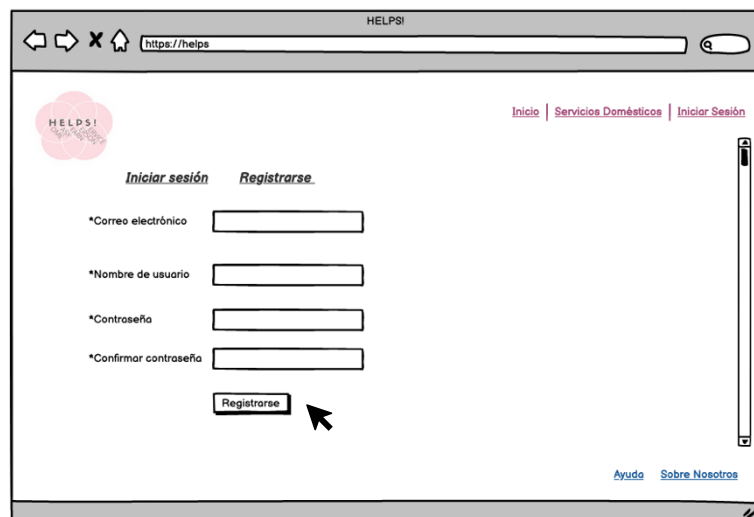 HELPS!
https://helps
HELPS!
Inicio | Servicios Domésticos | Iniciar Sesión
Iniciar sesión Registrarse
*Correo electrónico
*Nombre de usuario
*Contraseña
*Confirmar contraseña
Registrarse
Ayuda Sobre Nosotros